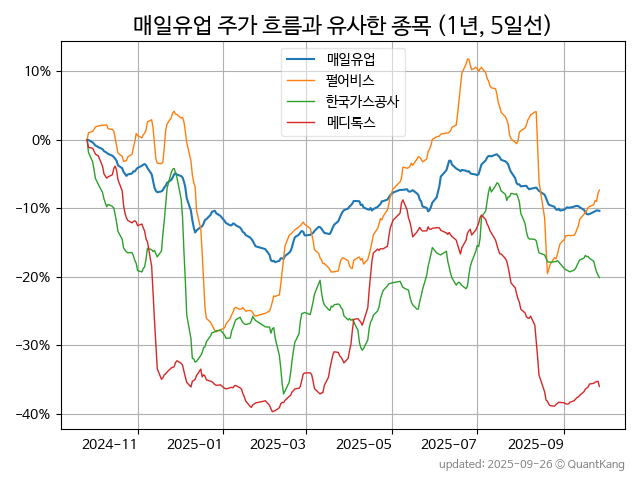 매일유업 주가 흐름과 유사한 종목 (1년, 5일선)
매일유업
펄어비스
한국가스공사
메디톡스
10%
0%
−10%
−20%
−30%
−40%
2024-11 2025-01 2025-03 2025-05 2025-07 2025-09
updated: 2025-09-26 © QuantKang